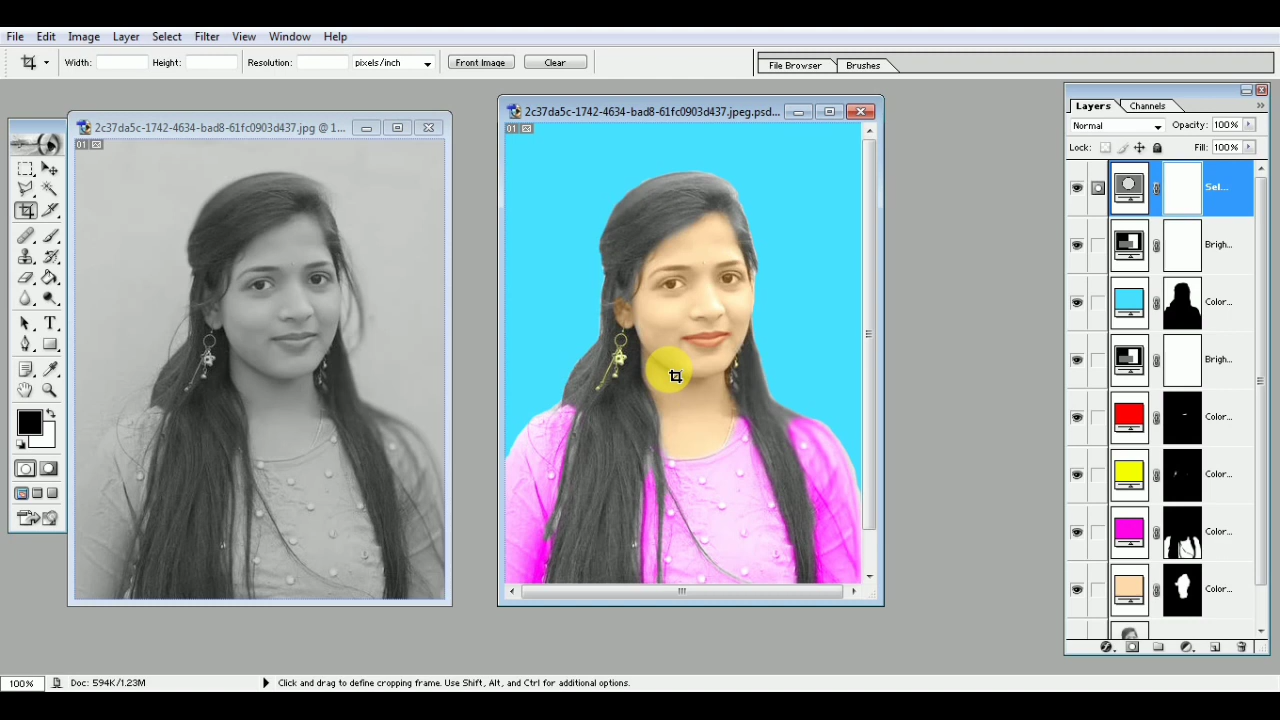 File Edit Image Layer Select Filter View Window Help
Width: Height: Resolution: pixels/inch Front Image Clear File Browser Brushes
2c37da5c-1742-4634-bad8-61fc0903d437.jpg @ 1...
01
2c37da5c-1742-4634-bad8-61fc0903d437.jpeg.psd...
01
Layers Channels
Normal Opacity: 100%
Lock: Fill: 100%
Sel...
Brigh...
Color...
Brigh...
Color...
Color...
Color...
Color...
T
100% Doc: 594K/1.23M Click and drag to define cropping frame. Use Shift, Alt, and Ctrl for additional options.